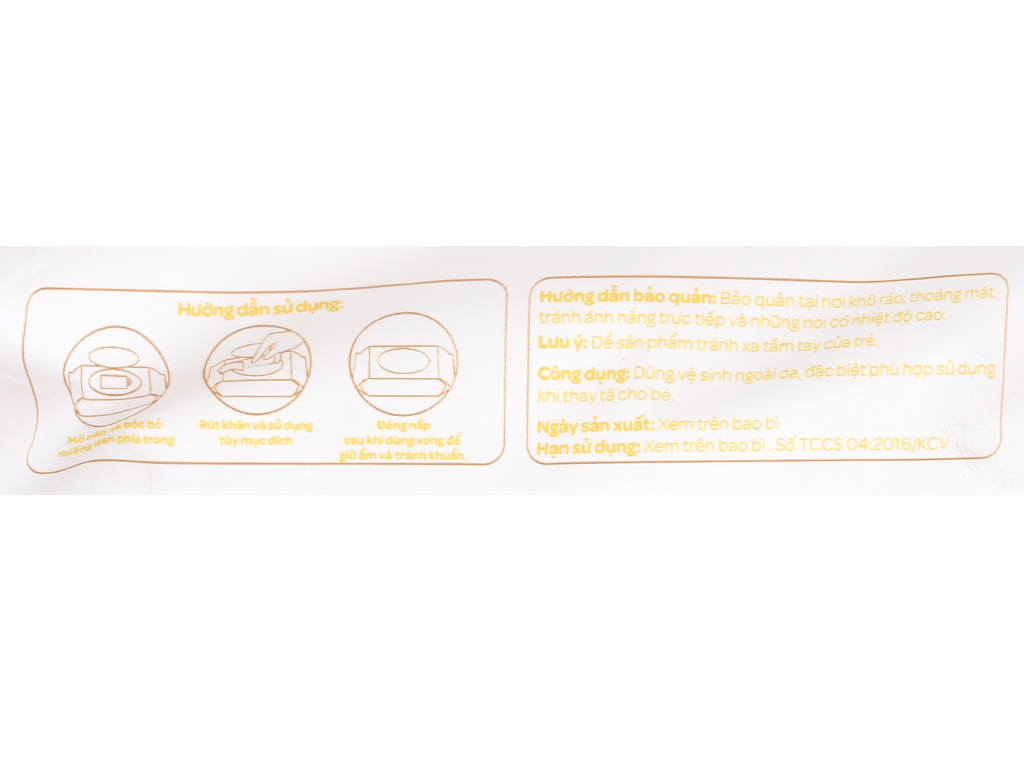 Hướng dẫn sử dụng:
Mở nắp và bóc bỏ
miếng dán phía trong
Rút khăn và sử dụng
tùy mục đích
Đóng nắp
sau khi dùng xong để
giữ ẩm và tránh khuẩn.
Hướng dẫn bảo quản: Bảo quản tại nơi khô ráo, thoáng mát,
tránh ánh nắng trực tiếp và những nơi có nhiệt độ cao.
Lưu ý: Để sản phẩm tránh xa tầm tay của trẻ.
Công dụng: Dùng vệ sinh ngoài da, đặc biệt phù hợp sử dụng
khi thay tã cho bé.
Ngày sản xuất: Xem trên bao bì
Hạn sử dụng: Xem trên bao bì . Số TCCS 04:2016/KCV